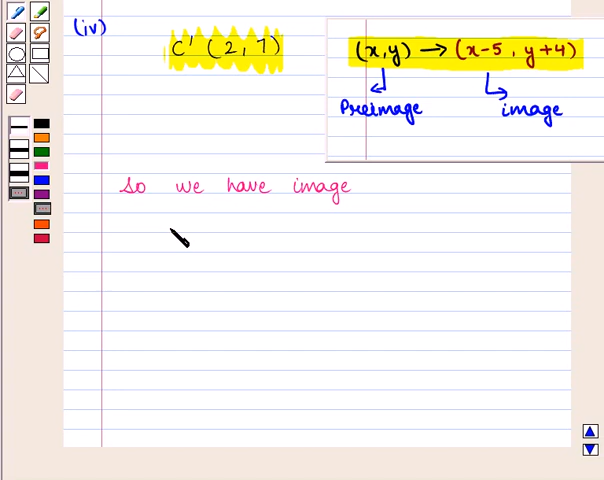 (iv)
C' (2, 7)
(x, y) → (x-5, y+4)
Preimage image
So we have image